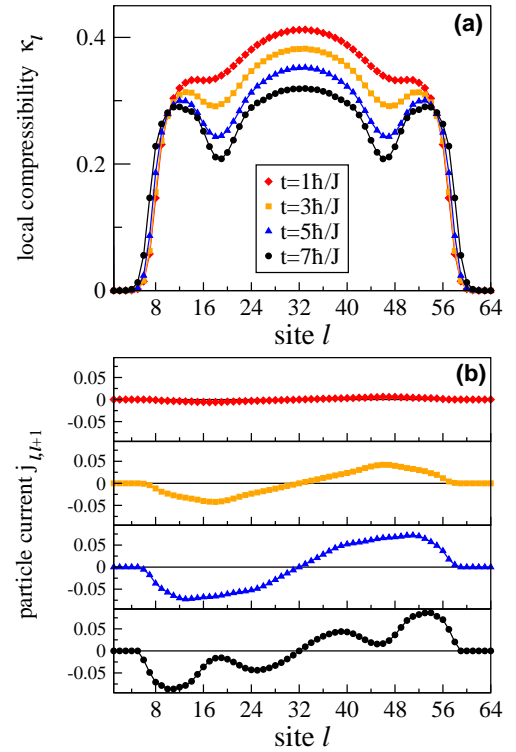 (a)
local compressibility κ_l
0.4
0.2
0
t=1ħ/J
t=3ħ/J
t=5ħ/J
t=7ħ/J
8 16 24 32 40 48 56 64
site l
(b)
particle current j_{l,l+1}
0.05
0
-0.05
0.05
0
-0.05
0.05
0
-0.05
0.05
0
-0.05
8 16 24 32 40 48 56 64
site l